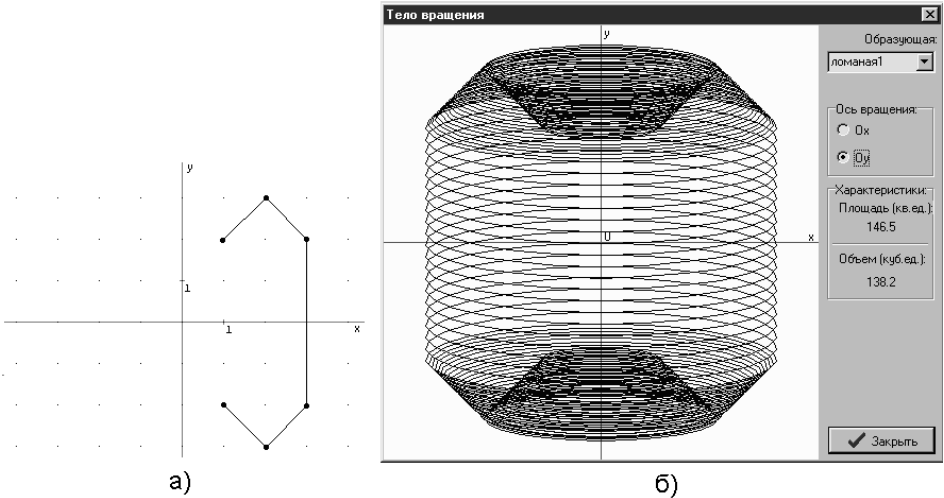 y
1
1
x
а)
Тело вращения
y
x
0
Образующая:
ломаная1
Ось вращения:
Ox
Oy
Характеристики:
Площадь (кв.ед.):
146.5
Объем (куб.ед.):
138.2
Закрыть
б)